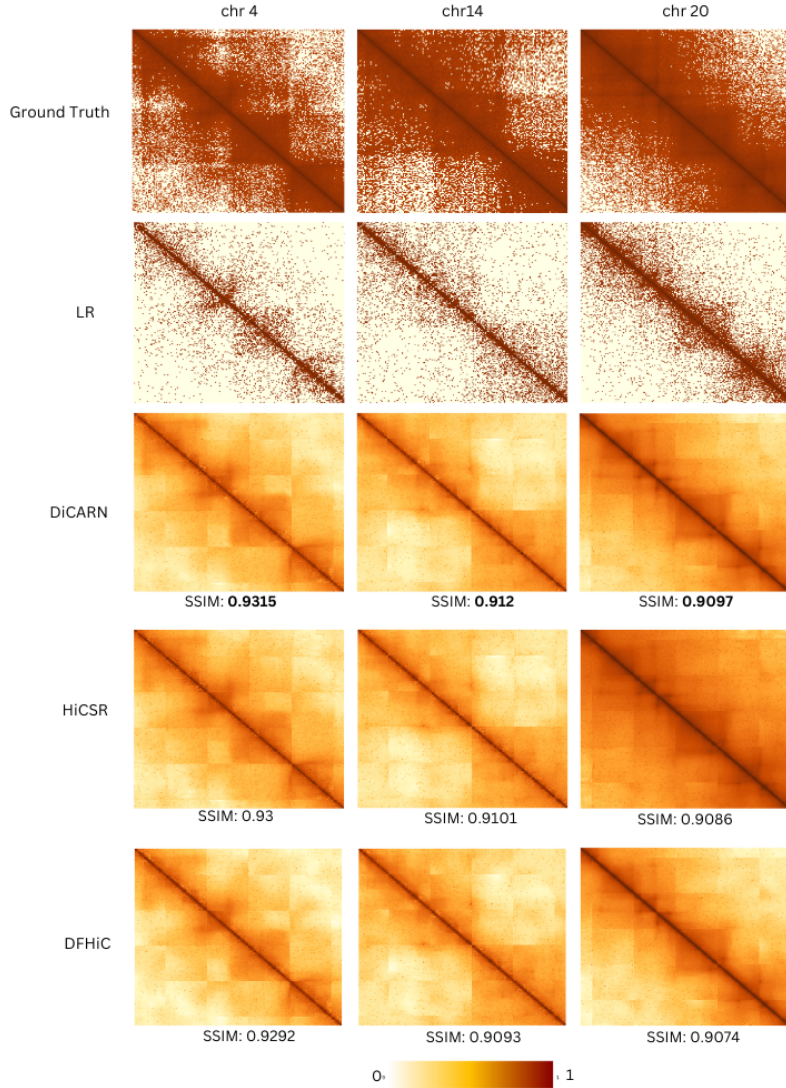 chr 4 chr14 chr 20
Ground Truth
LR
DiCARN
SSIM: 0.9315 SSIM: 0.912 SSIM: 0.9097
HiCSR
SSIM: 0.93 SSIM: 0.9101 SSIM: 0.9086
DFHiC
SSIM: 0.9292 SSIM: 0.9093 SSIM: 0.9074
0 1